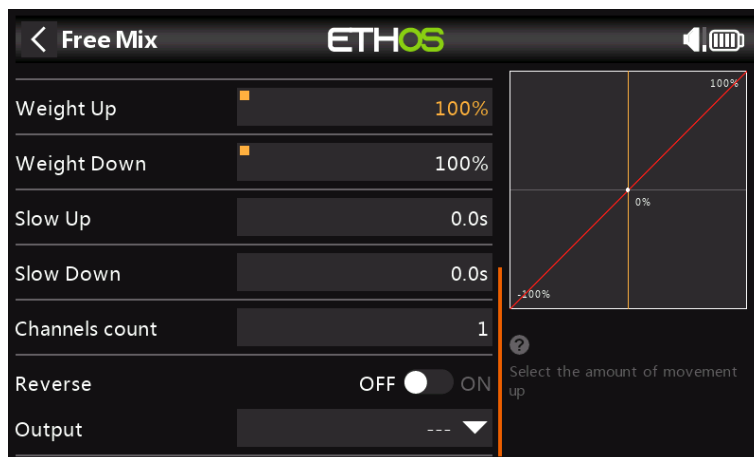 Free Mix
ETHOS
Weight Up 100%
Weight Down 100%
Slow Up 0.0s
Slow Down 0.0s
Channels count 1
Reverse OFF ON
Output ---
100%
0%
-100%
?
Select the amount of movement
up